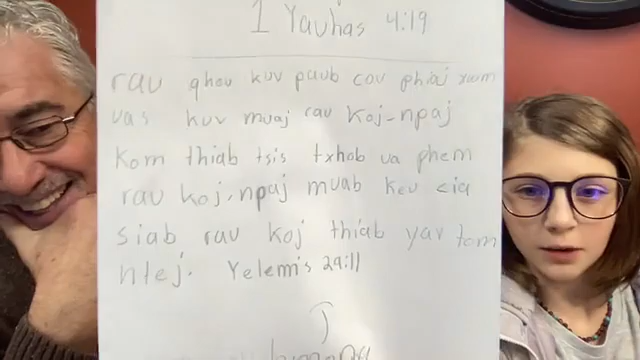 1 Yauhas 4:19
rau qhov kuv paub cov phiaj xwm
uas kuv muaj rau koj-npaj
kom thiab tsis txhob ua phem
rau koj, npaj muab kev cia
siab rau koj thiab yav tom
ntej. Yelemis 29:11